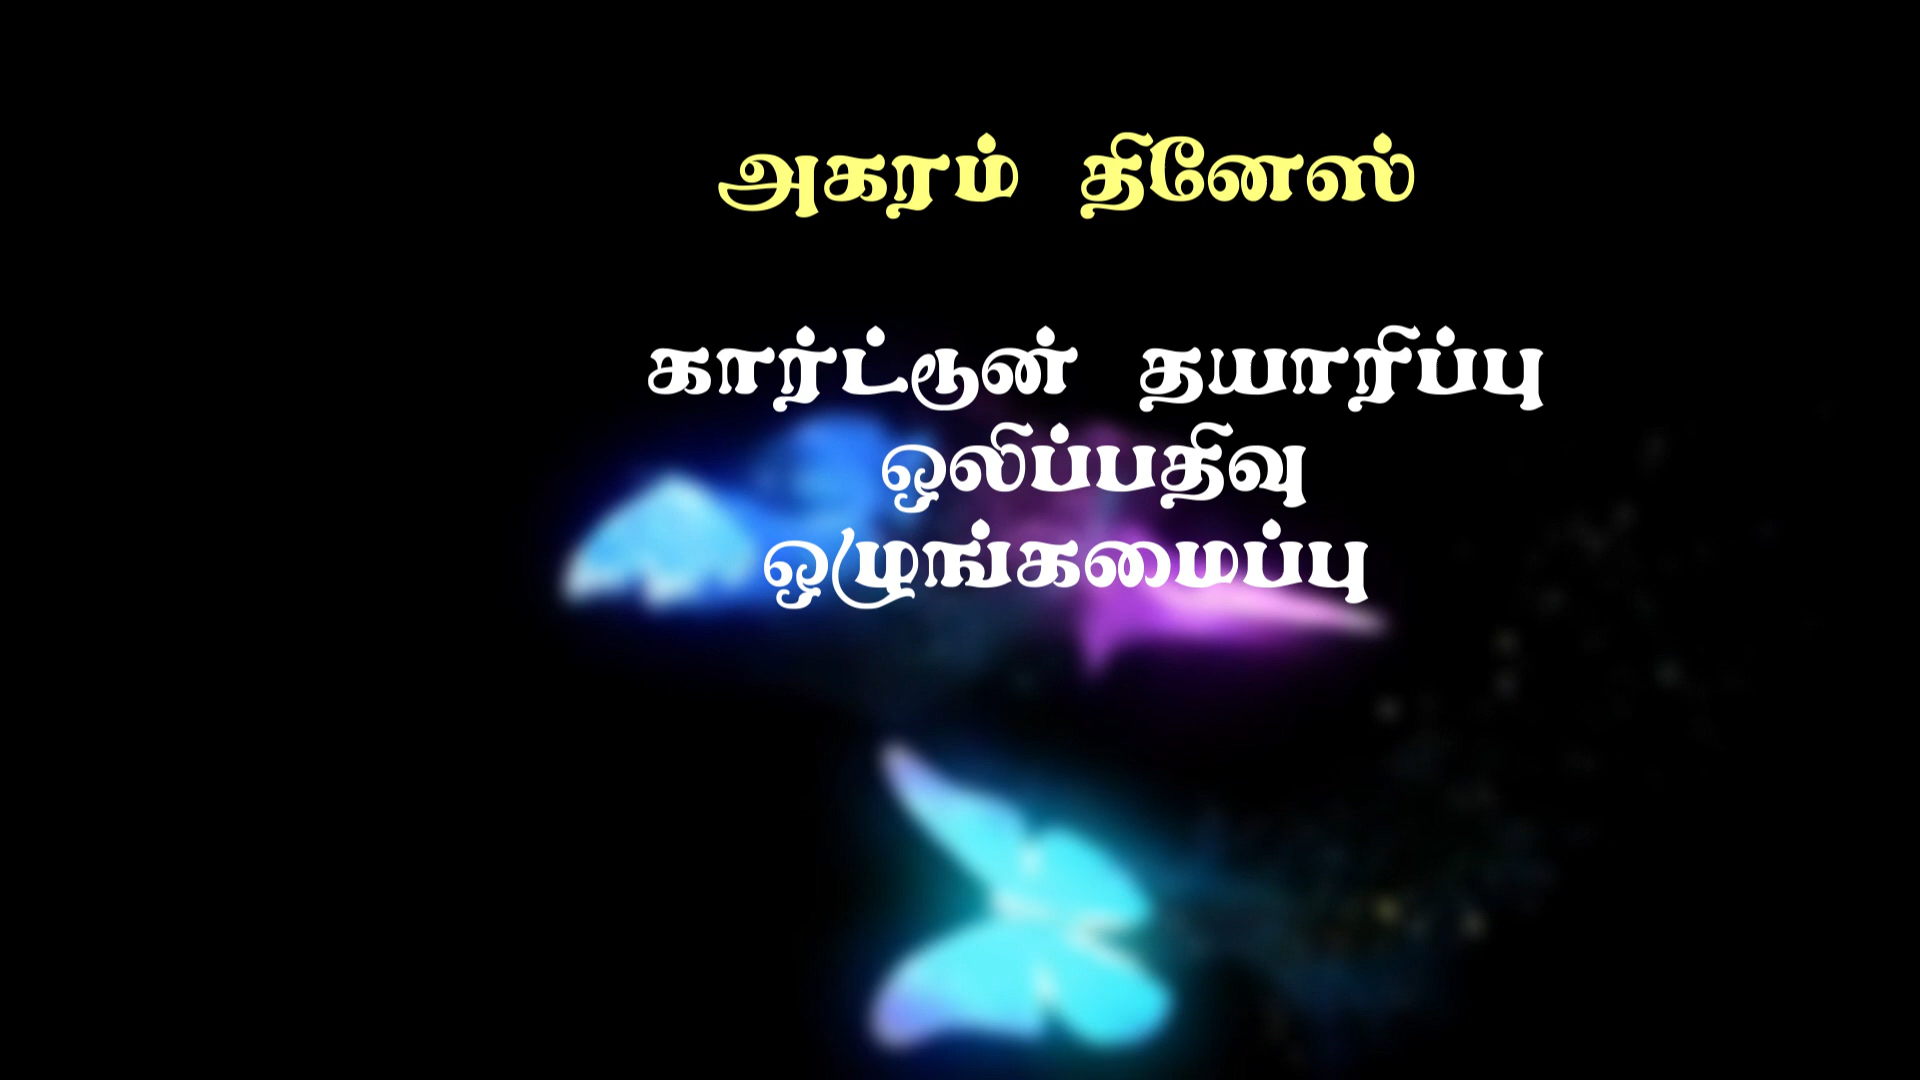 அகரம் தினேஸ்
கார்ட்டூன் தயாரிப்பு
ஒலிப்பதிவு
ஒழுங்கமைப்பு